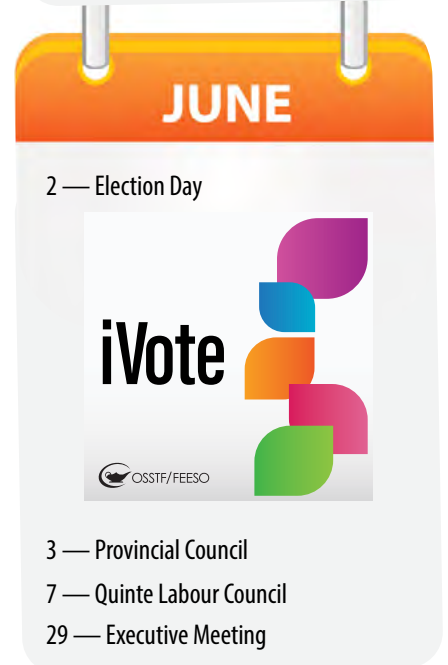 JUNE
2 — Election Day
iVote
OSSTF/FEESO
3 — Provincial Council
7 — Quinte Labour Council
29 — Executive Meeting